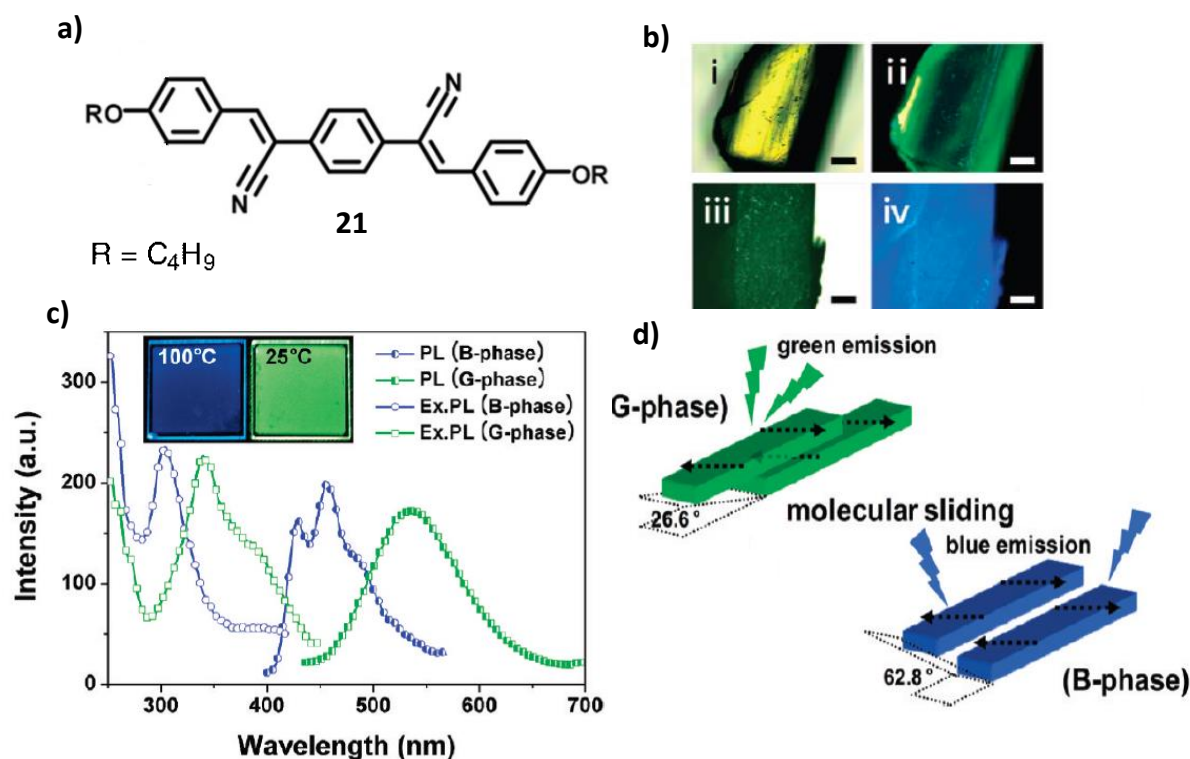 a)
RO
N
N
OR
21
R = C₄H₉
b)
i
ii
iii
iv
c)
300
200
100
0
Intensity (a.u.)
100°C
25°C
PL (B-phase)
PL (G-phase)
Ex.PL (B-phase)
Ex.PL (G-phase)
300 400 500 600 700
Wavelength (nm)
d)
green emission
G-phase)
26.6°
molecular sliding
blue emission
62.8°
(B-phase)